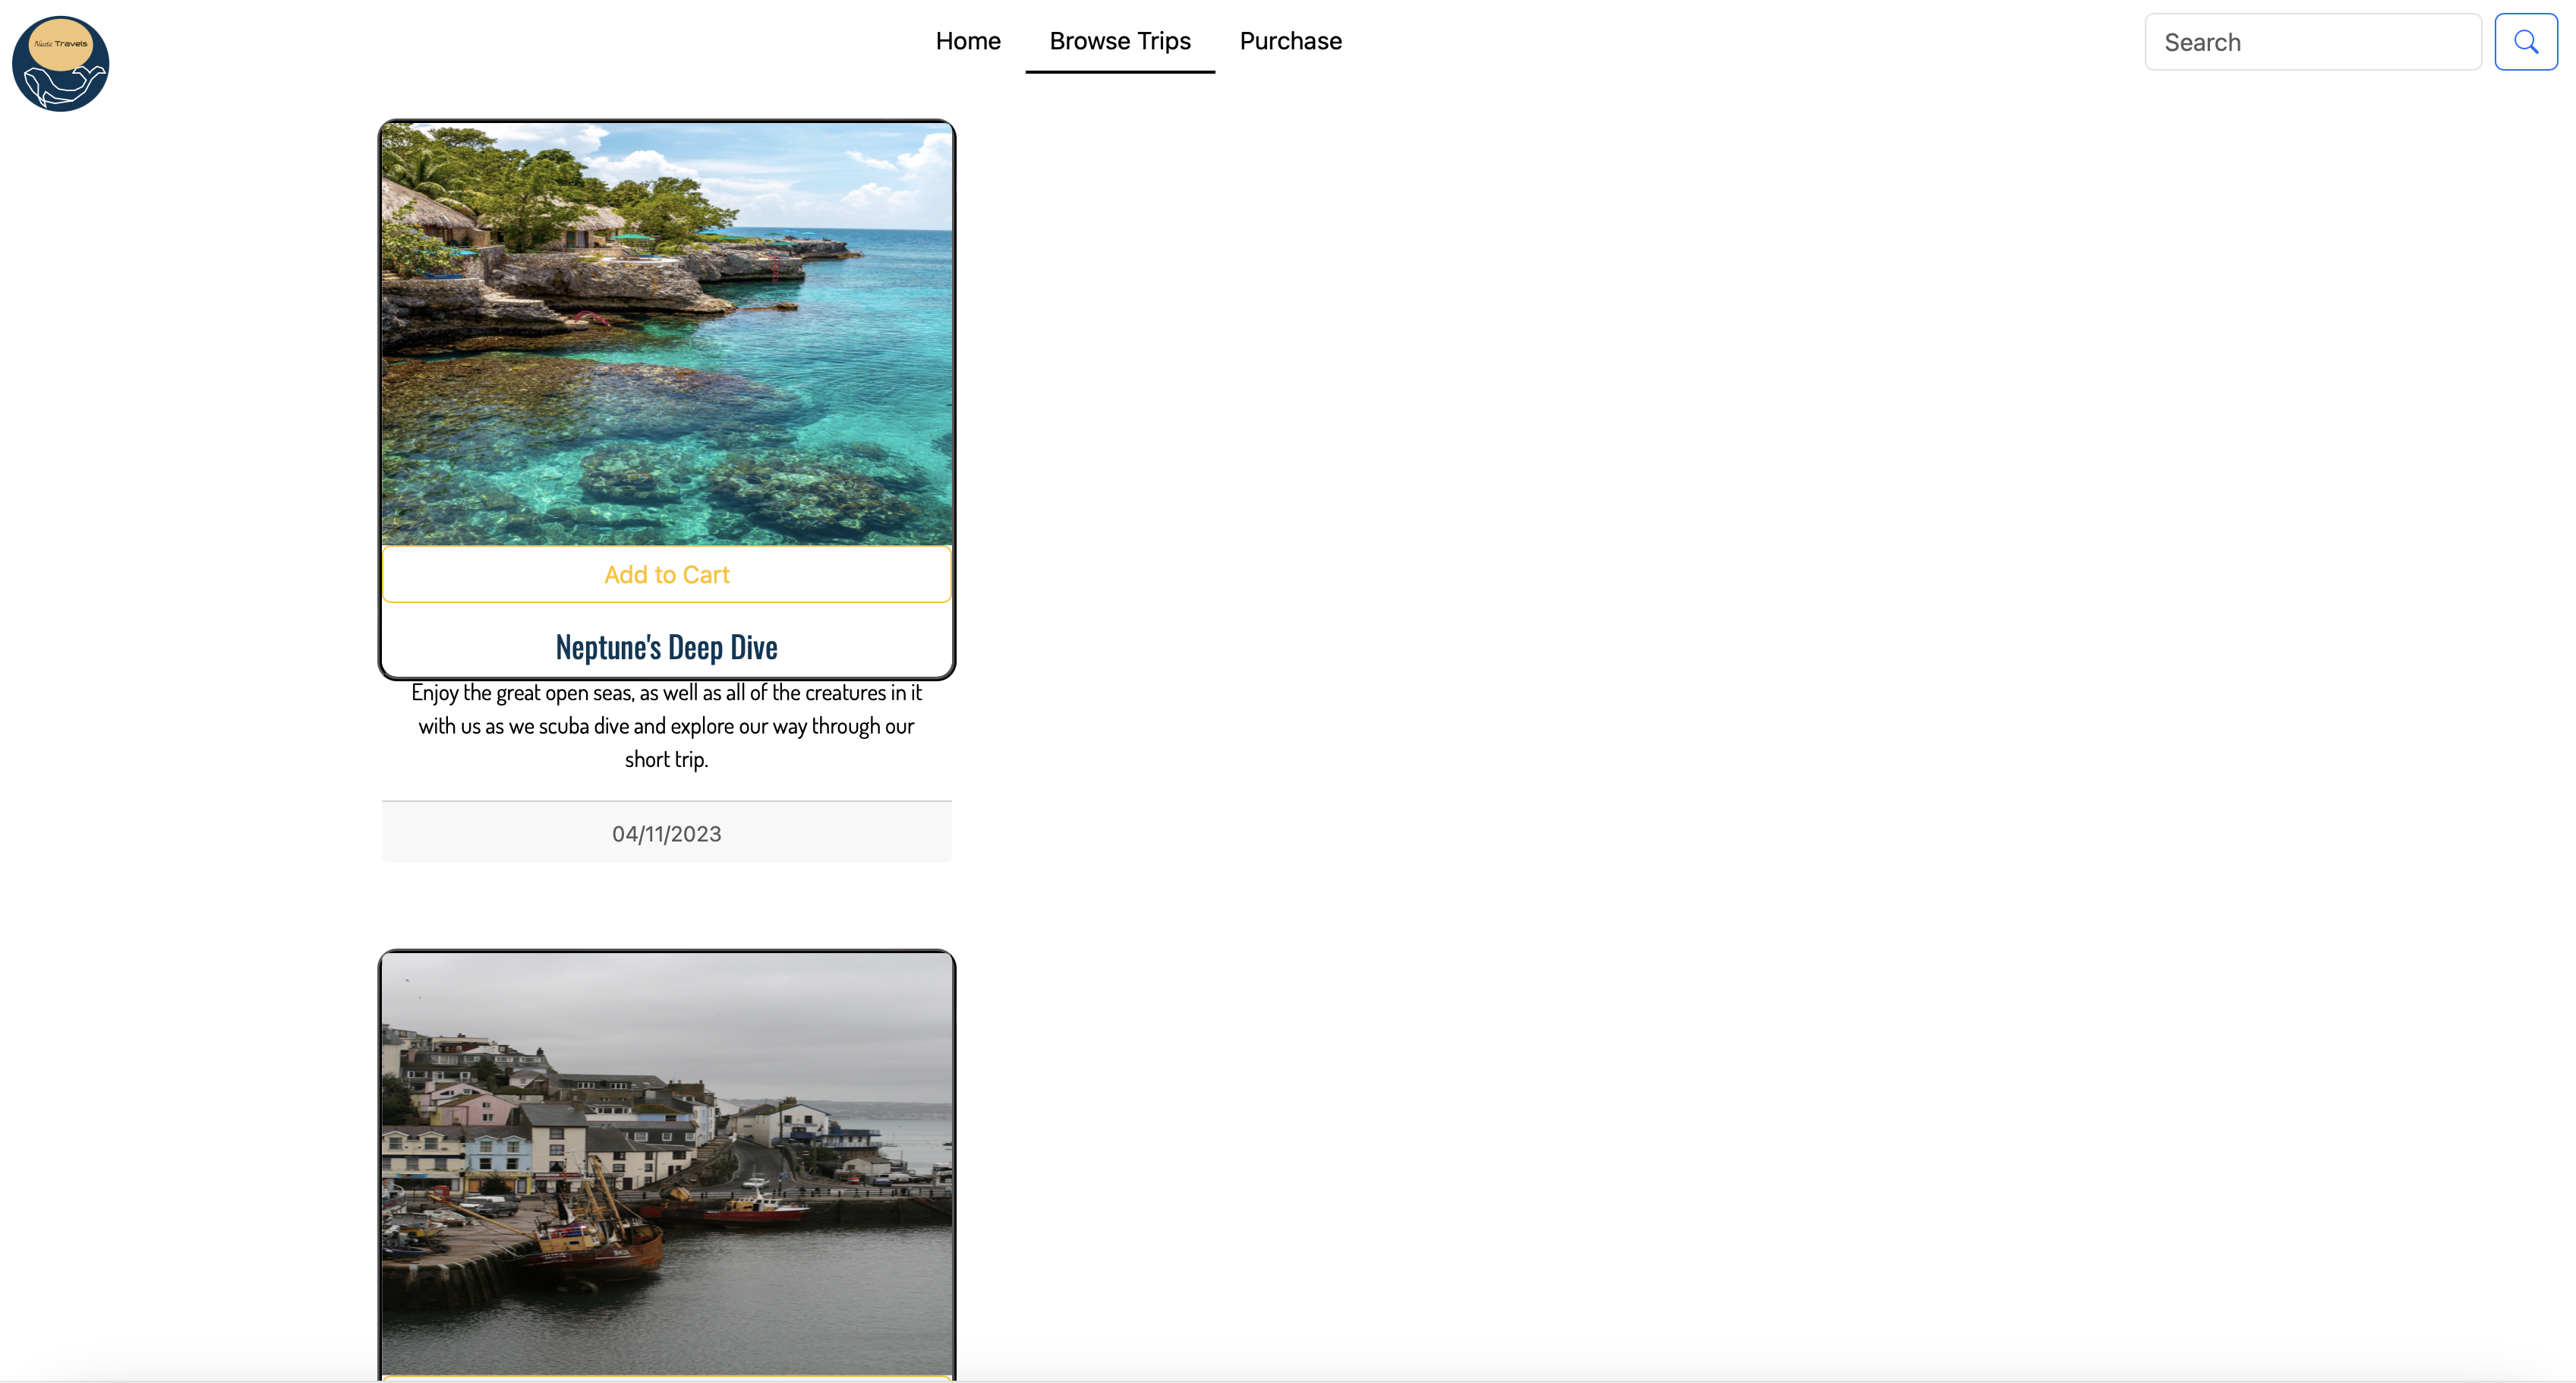 Nautic Travels
Home
Browse Trips
Purchase
Search
Add to Cart
Neptune's Deep Dive
Enjoy the great open seas, as well as all of the creatures in it
with us as we scuba dive and explore our way through our
short trip.
04/11/2023